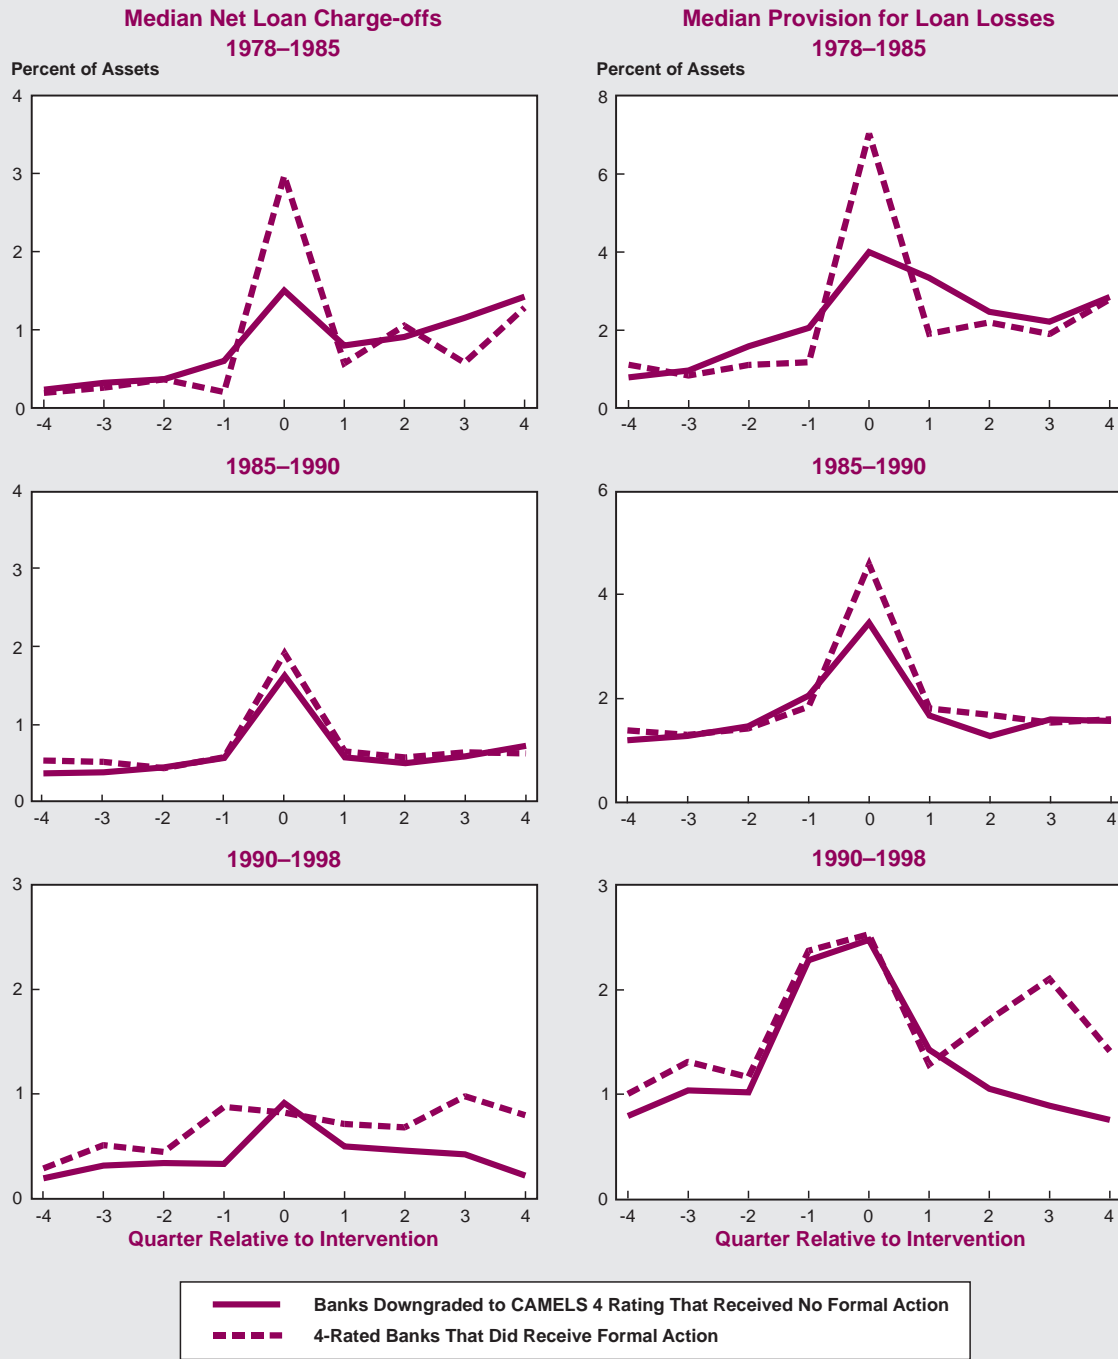 Median Net Loan Charge-offs
1978–1985
Percent of Assets
4
3
2
1
0
-4 -3 -2 -1 0 1 2 3 4
Median Provision for Loan Losses
1978–1985
Percent of Assets
8
6
4
2
0
-4 -3 -2 -1 0 1 2 3 4
1985–1990
4
3
2
1
0
-4 -3 -2 -1 0 1 2 3 4
1985–1990
6
4
2
0
-4 -3 -2 -1 0 1 2 3 4
1990–1998
3
2
1
0
-4 -3 -2 -1 0 1 2 3 4
Quarter Relative to Intervention
1990–1998
3
2
1
0
-4 -3 -2 -1 0 1 2 3 4
Quarter Relative to Intervention
Banks Downgraded to CAMELS 4 Rating That Received No Formal Action
4-Rated Banks That Did Receive Formal Action